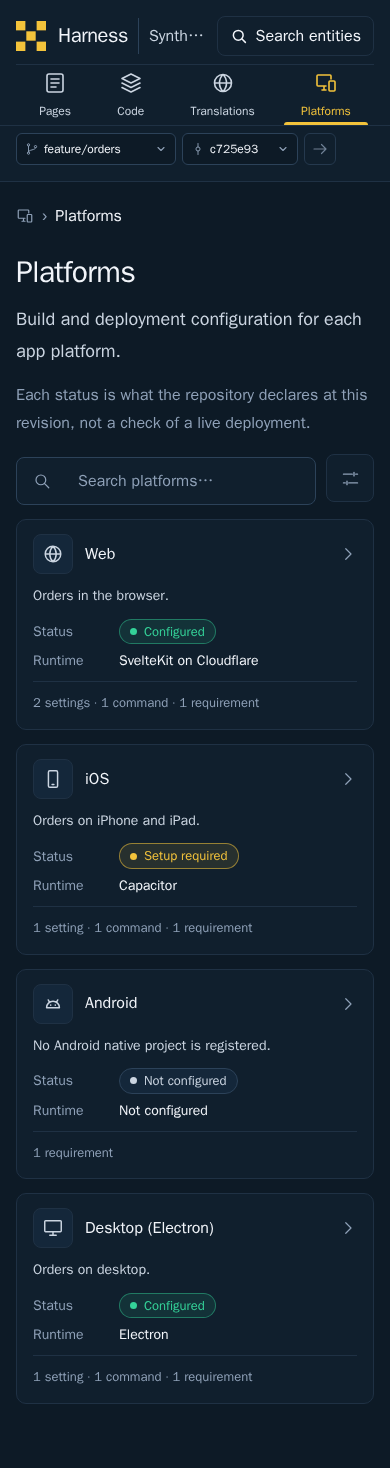 Harness
Synth···
Search entities
Pages
Code
Translations
Platforms
feature/orders
c725e93
› Platforms
Platforms
Build and deployment configuration for each
app platform.
Each status is what the repository declares at this
revision, not a check of a live deployment.
Search platforms···
Web
Orders in the browser.
Status Configured
Runtime SvelteKit on Cloudflare
2 settings · 1 command · 1 requirement
iOS
Orders on iPhone and iPad.
Status Setup required
Runtime Capacitor
1 setting · 1 command · 1 requirement
Android
No Android native project is registered.
Status Not configured
Runtime Not configured
1 requirement
Desktop (Electron)
Orders on desktop.
Status Configured
Runtime Electron
1 setting · 1 command · 1 requirement